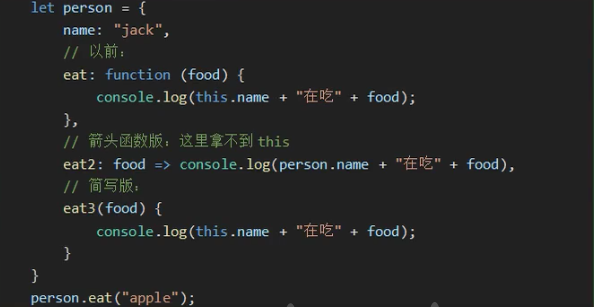 let person = {
    name: "jack",
    // 以前：
    eat: function (food) {
        console.log(this.name + "在吃" + food);
    },
    // 箭头函数版：这里拿不到 this
    eat2: food => console.log(person.name + "在吃" + food),
    // 简写版：
    eat3(food) {
        console.log(this.name + "在吃" + food);
    }
}
person.eat("apple");